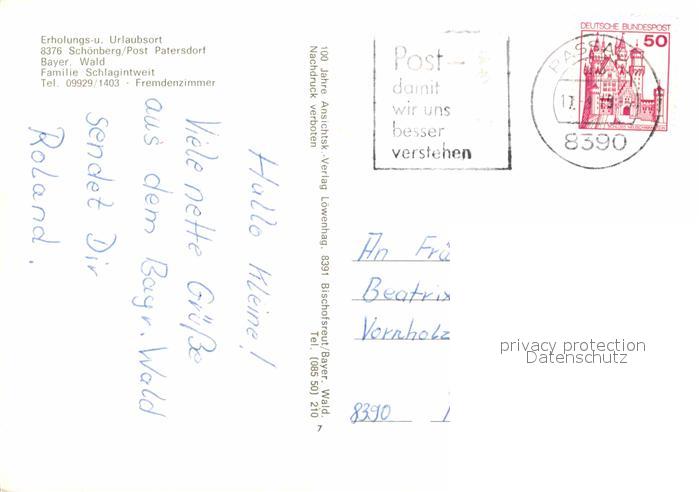 Erholungs-u. Urlaubsort
8376 Schönberg/Post Patersdorf
Bayer. Wald
Familie Schlagintweit
Tel. 09929/1403 · Fremdenzimmer
Hallo Kleine!
Viele nette Grüße
aus dem Bayr. Wald
sendet Dir
Roland.
100 Jahre Ansichtsk.-Verlag Löwenhag, 8391 Bischofsreut/Bayer. Wald.
Nachdruck verboten Tel. (085 50) 210
7
Post-
damit
wir uns
besser
verstehen
PASSAU
8390
DEUTSCHE BUNDESPOST
50
An Frä
Beatrix
Vornholz
8390
privacy protection
Datenschutz